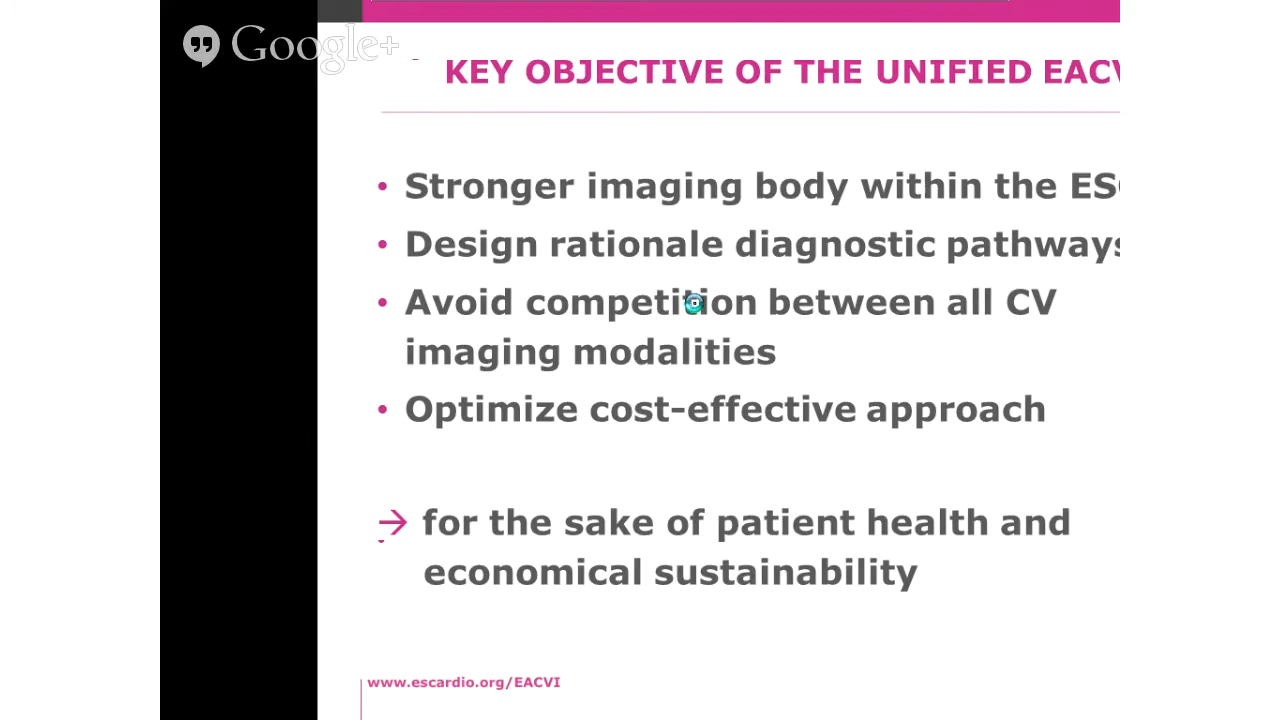 Google+
KEY OBJECTIVE OF THE UNIFIED
• Stronger imaging body within the
• Design rationale diagnostic pathways
• Avoid competition between all CV
imaging modalities
• Optimize cost-effective approach
→ for the sake of patient health and
economical sustainability
www.escardio.org/EACVI